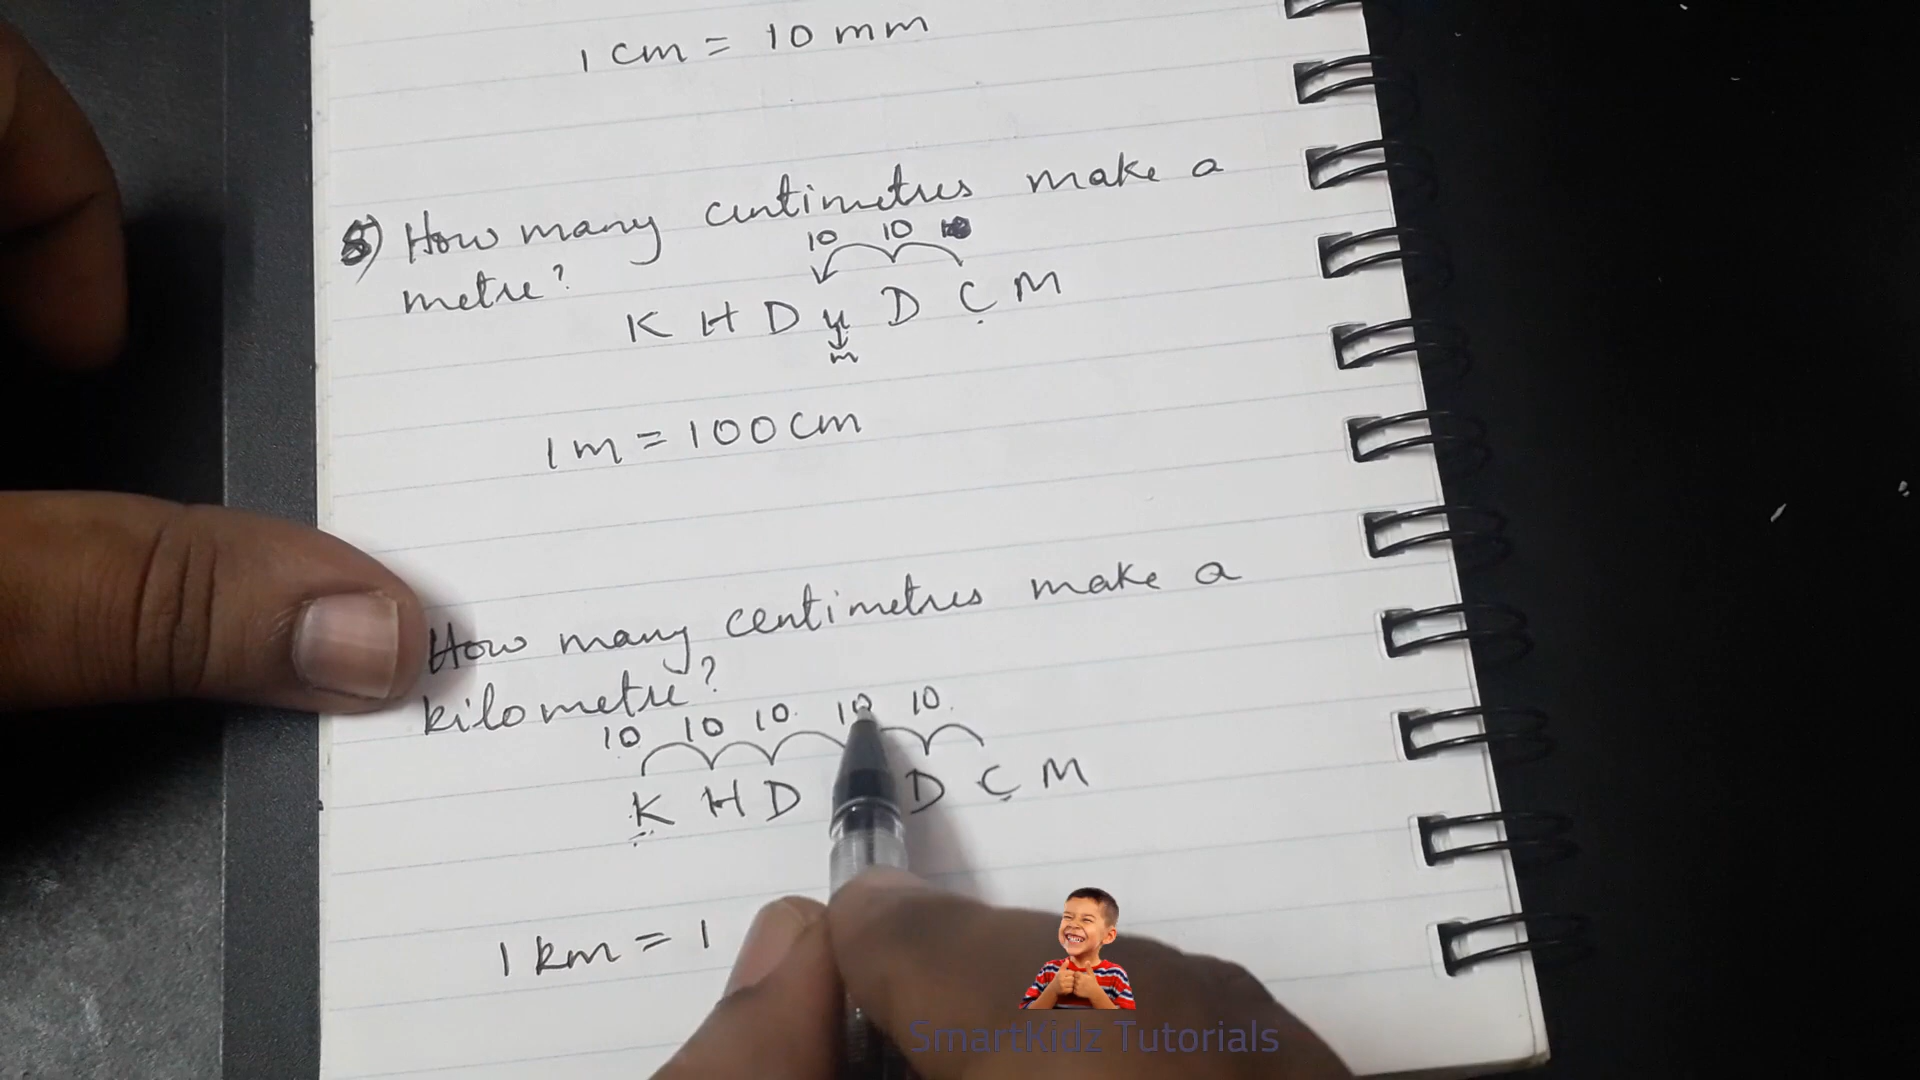 1 cm = 10 mm
5) How many centimetres make a
metre?
10 10
K H D u D C M
m
1 m = 100 cm
How many centimetres make a
kilometre?
10 10 10 10 10
K H D D C M
1 km = 1
SmartKidz Tutorials